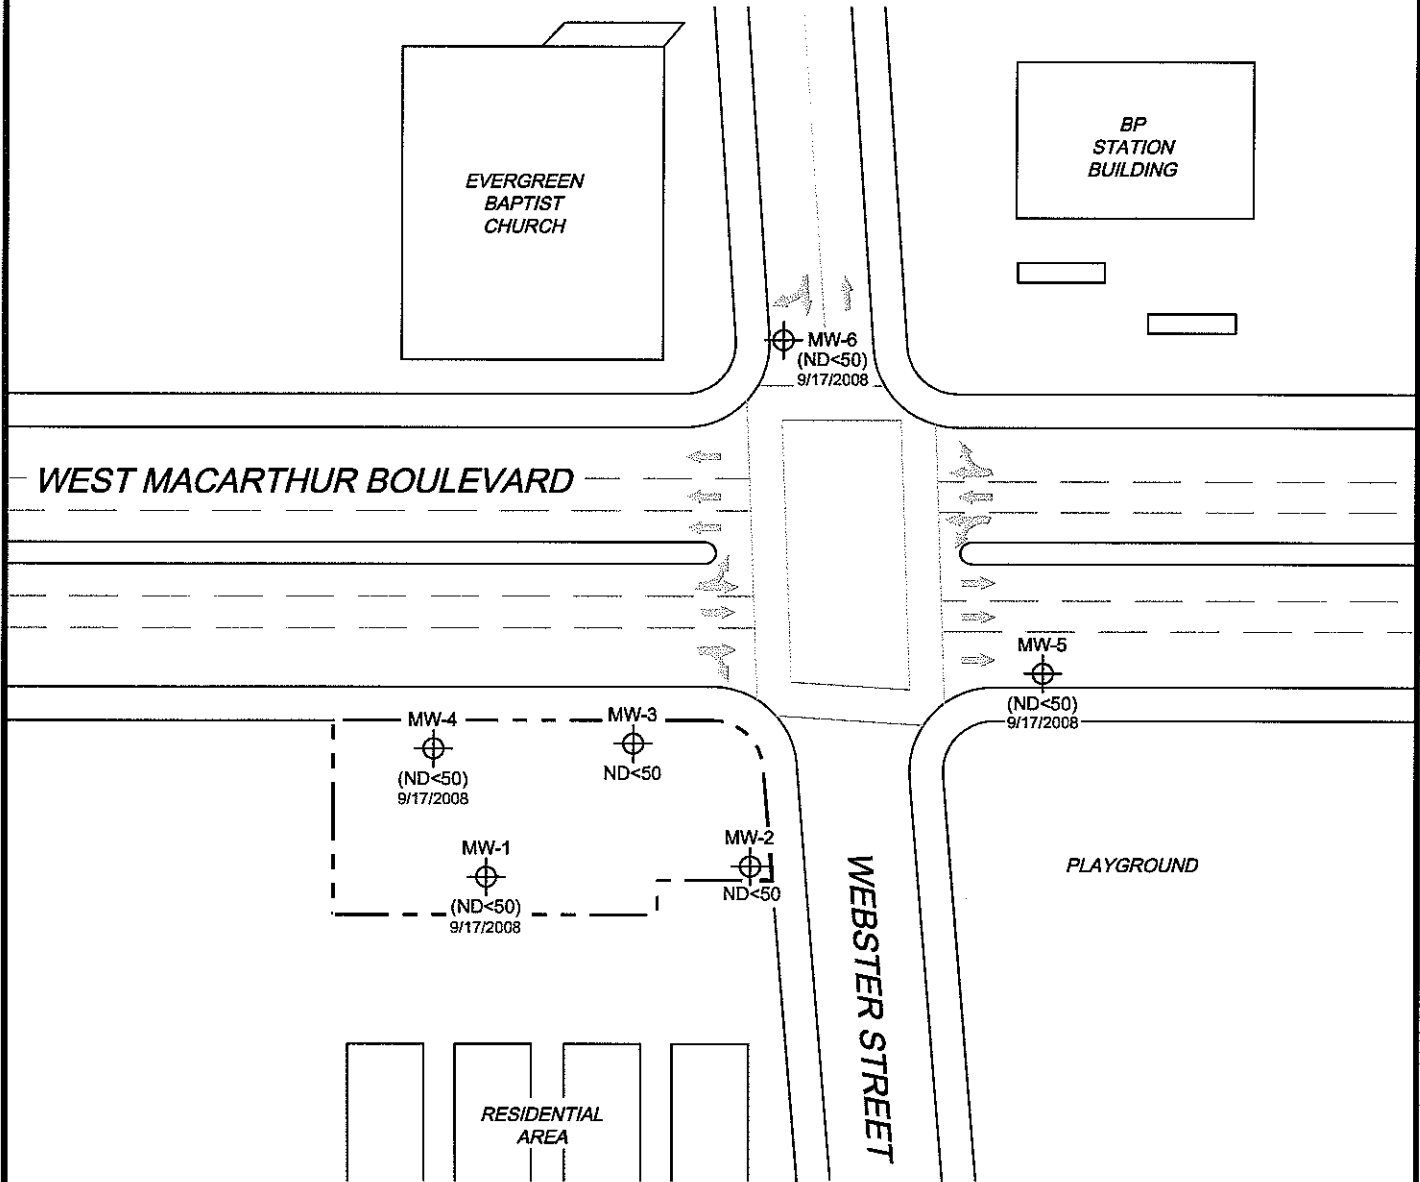 EVERGREEN
BAPTIST
CHURCH
BP
STATION
BUILDING
MW-6
(ND<50)
9/17/2008
WEST MACARTHUR BOULEVARD
MW-5
(ND<50)
9/17/2008
MW-4
(ND<50)
9/17/2008
MW-3
ND<50
MW-1
(ND<50)
9/17/2008
MW-2
ND<50
WEBSTER STREET
PLAYGROUND
RESIDENTIAL
AREA